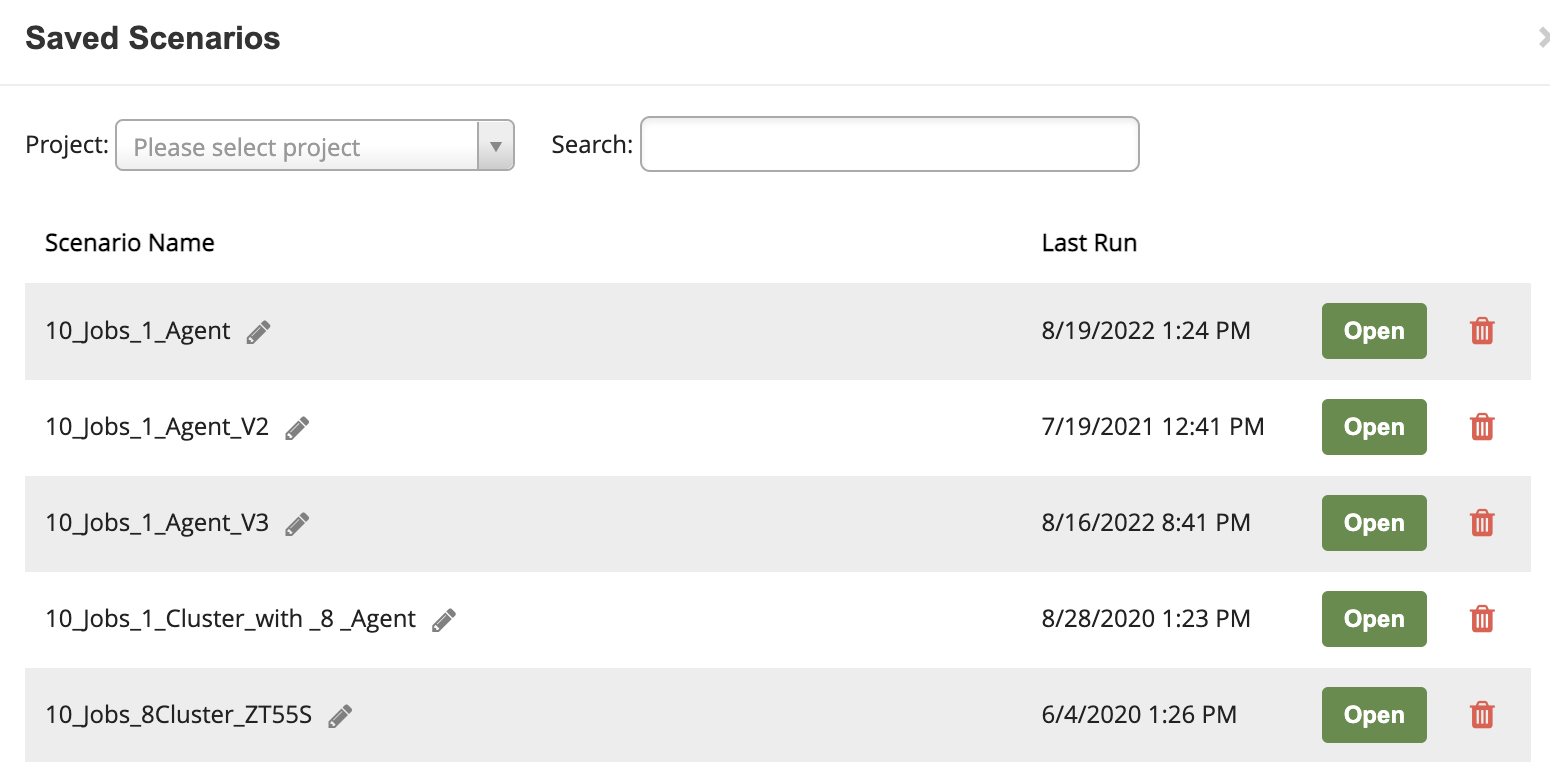 Saved Scenarios
Project: Please select project Search:
Scenario Name Last Run
10_Jobs_1_Agent 8/19/2022 1:24 PM Open
10_Jobs_1_Agent_V2 7/19/2021 12:41 PM Open
10_Jobs_1_Agent_V3 8/16/2022 8:41 PM Open
10_Jobs_1_Cluster_with _8 _Agent 8/28/2020 1:23 PM Open
10_Jobs_8Cluster_ZT55S 6/4/2020 1:26 PM Open